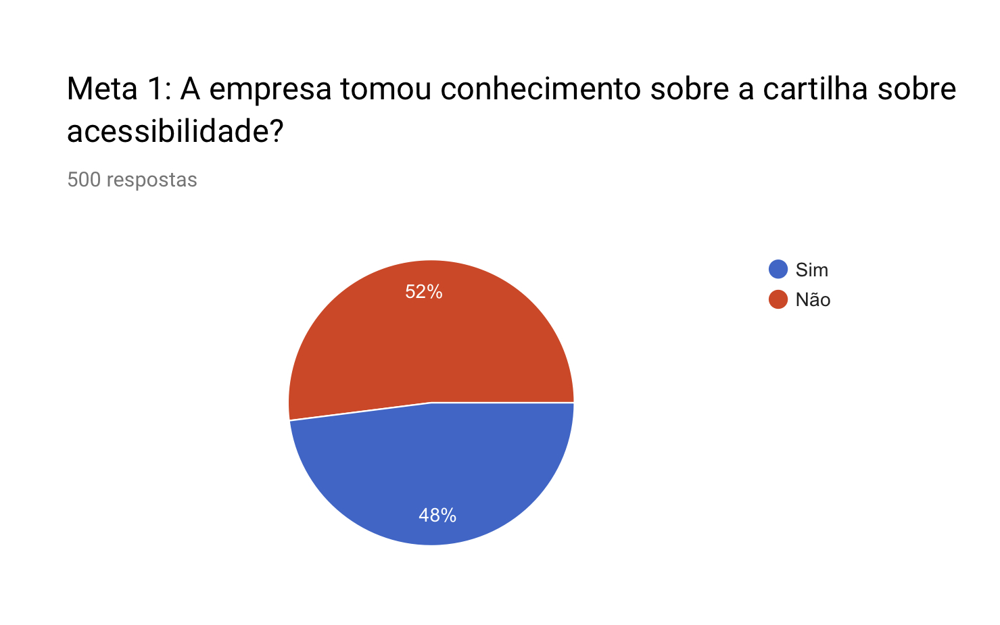 Meta 1: A empresa tomou conhecimento sobre a cartilha sobre
acessibilidade?
500 respostas
Sim
Não
52%
48%